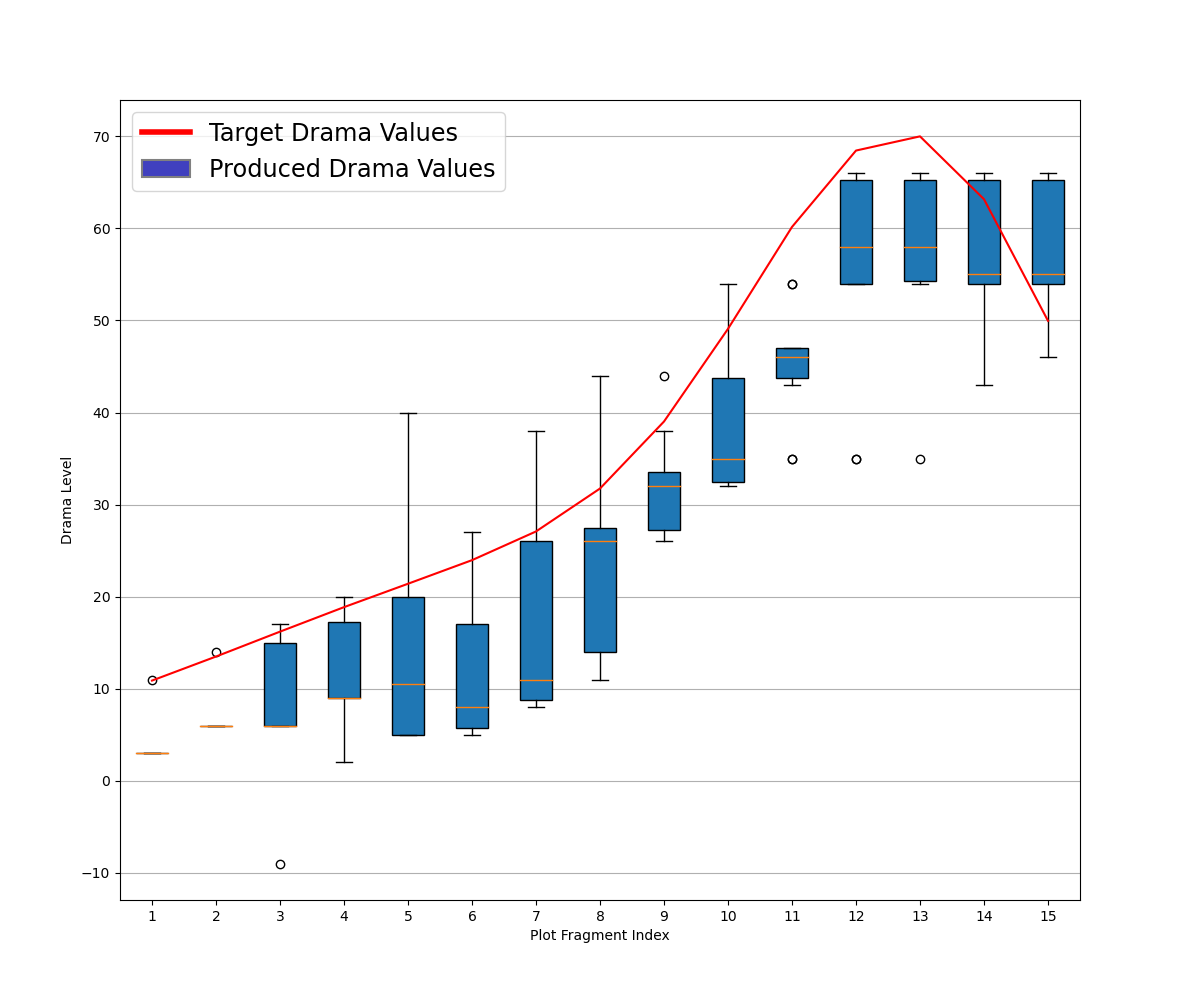 Target Drama Values
Produced Drama Values
70
60
50
40
30
20
10
0
−10
Drama Level
1 2 3 4 5 6 7 8 9 10 11 12 13 14 15
Plot Fragment Index